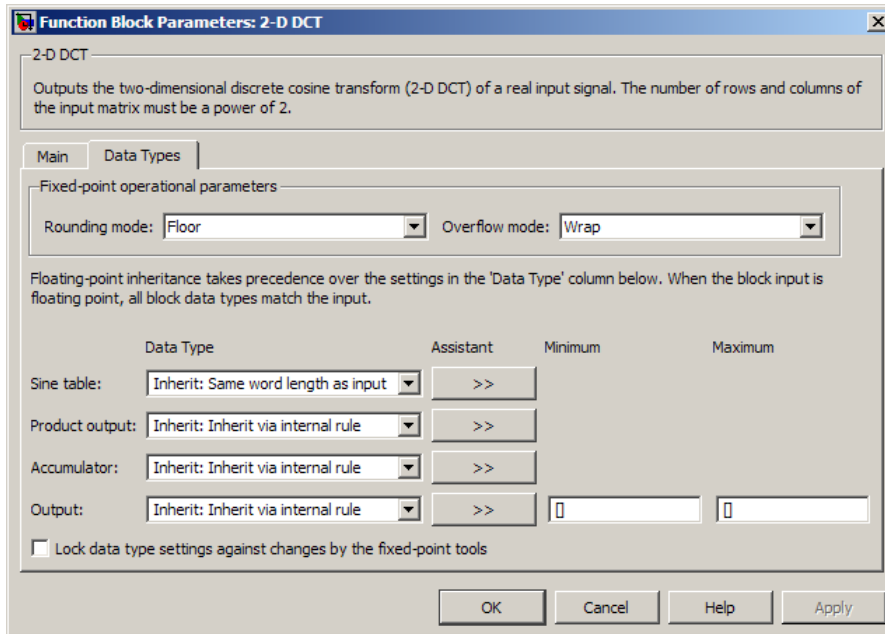 Function Block Parameters: 2-D DCT
2-D DCT
Outputs the two-dimensional discrete cosine transform (2-D DCT) of a real input signal. The number of rows and columns of
the input matrix must be a power of 2.
Main Data Types
Fixed-point operational parameters
Rounding mode: Floor Overflow mode: Wrap
Floating-point inheritance takes precedence over the settings in the 'Data Type' column below. When the block input is
floating point, all block data types match the input.
Data Type Assistant Minimum Maximum
Sine table: Inherit: Same word length as input >>
Product output: Inherit: Inherit via internal rule >>
Accumulator: Inherit: Inherit via internal rule >>
Output: Inherit: Inherit via internal rule >> [] []
Lock data type settings against changes by the fixed-point tools
OK Cancel Help Apply